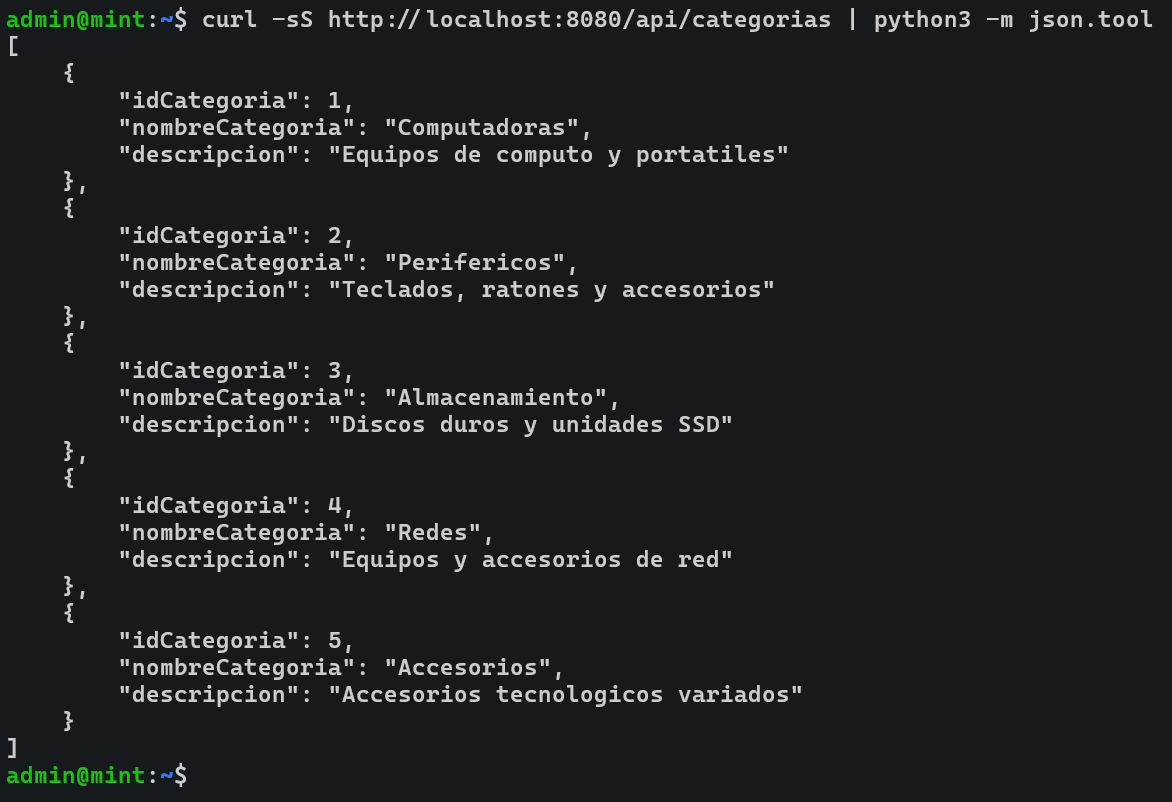 admin@mint:~$ curl -sS http://localhost:8080/api/categorias | python3 -m json.tool
[
    {
        "idCategoria": 1,
        "nombreCategoria": "Computadoras",
        "descripcion": "Equipos de computo y portatiles"
    },
    {
        "idCategoria": 2,
        "nombreCategoria": "Perifericos",
        "descripcion": "Teclados, ratones y accesorios"
    },
    {
        "idCategoria": 3,
        "nombreCategoria": "Almacenamiento",
        "descripcion": "Discos duros y unidades SSD"
    },
    {
        "idCategoria": 4,
        "nombreCategoria": "Redes",
        "descripcion": "Equipos y accesorios de red"
    },
    {
        "idCategoria": 5,
        "nombreCategoria": "Accesorios",
        "descripcion": "Accesorios tecnologicos variados"
    }
]
admin@mint:~$